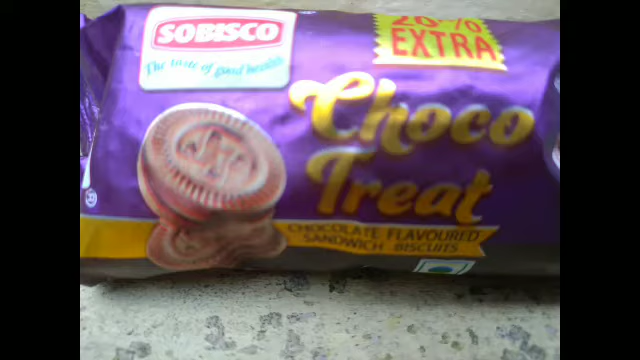 SOBISCO
The taste of good health
20% EXTRA
Choco
Treat
CHOCOLATE FLAVOURED
SANDWICH BISCUITS